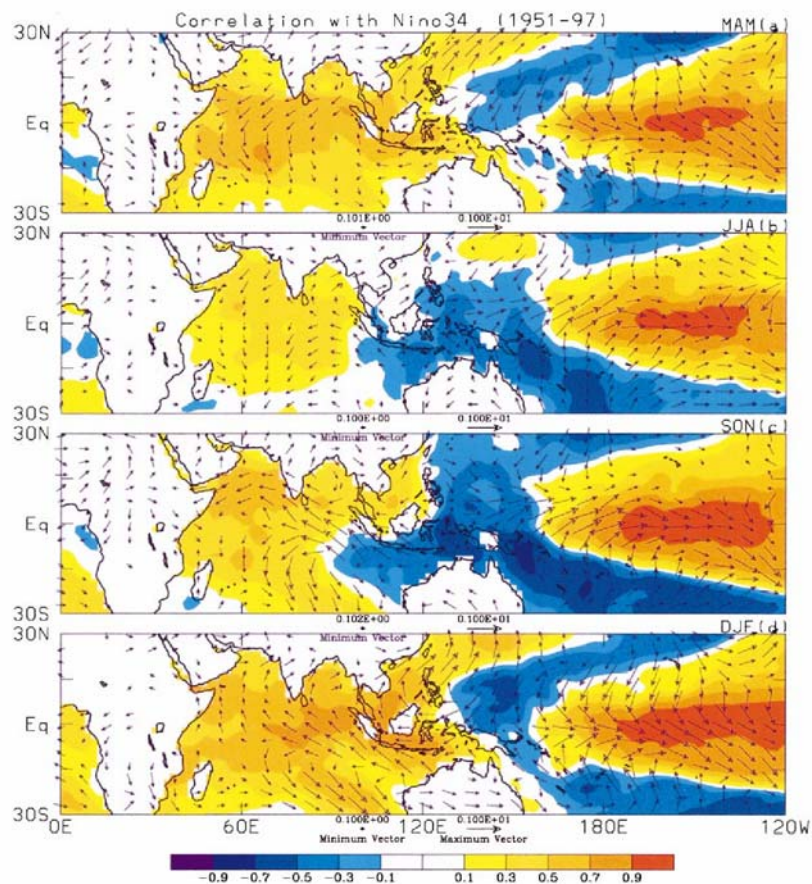 Correlation with Nino34 (1951-97)
MAM(a)
30N
Eq
30S
0.101E+00 0.100E+01
Minimum Vector
JJA(b)
30N
Eq
30S
0.100E+00 0.100E+01
Minimum Vector
SON(c)
30N
Eq
30S
0.102E+00 0.100E+01
Minimum Vector
DJF(d)
30N
Eq
30S
0E 60E 120E 180E 120W
0.100E+00 0.100E+01
Minimum Vector Maximum Vector
-0.9 -0.7 -0.5 -0.3 -0.1 0.1 0.3 0.5 0.7 0.9